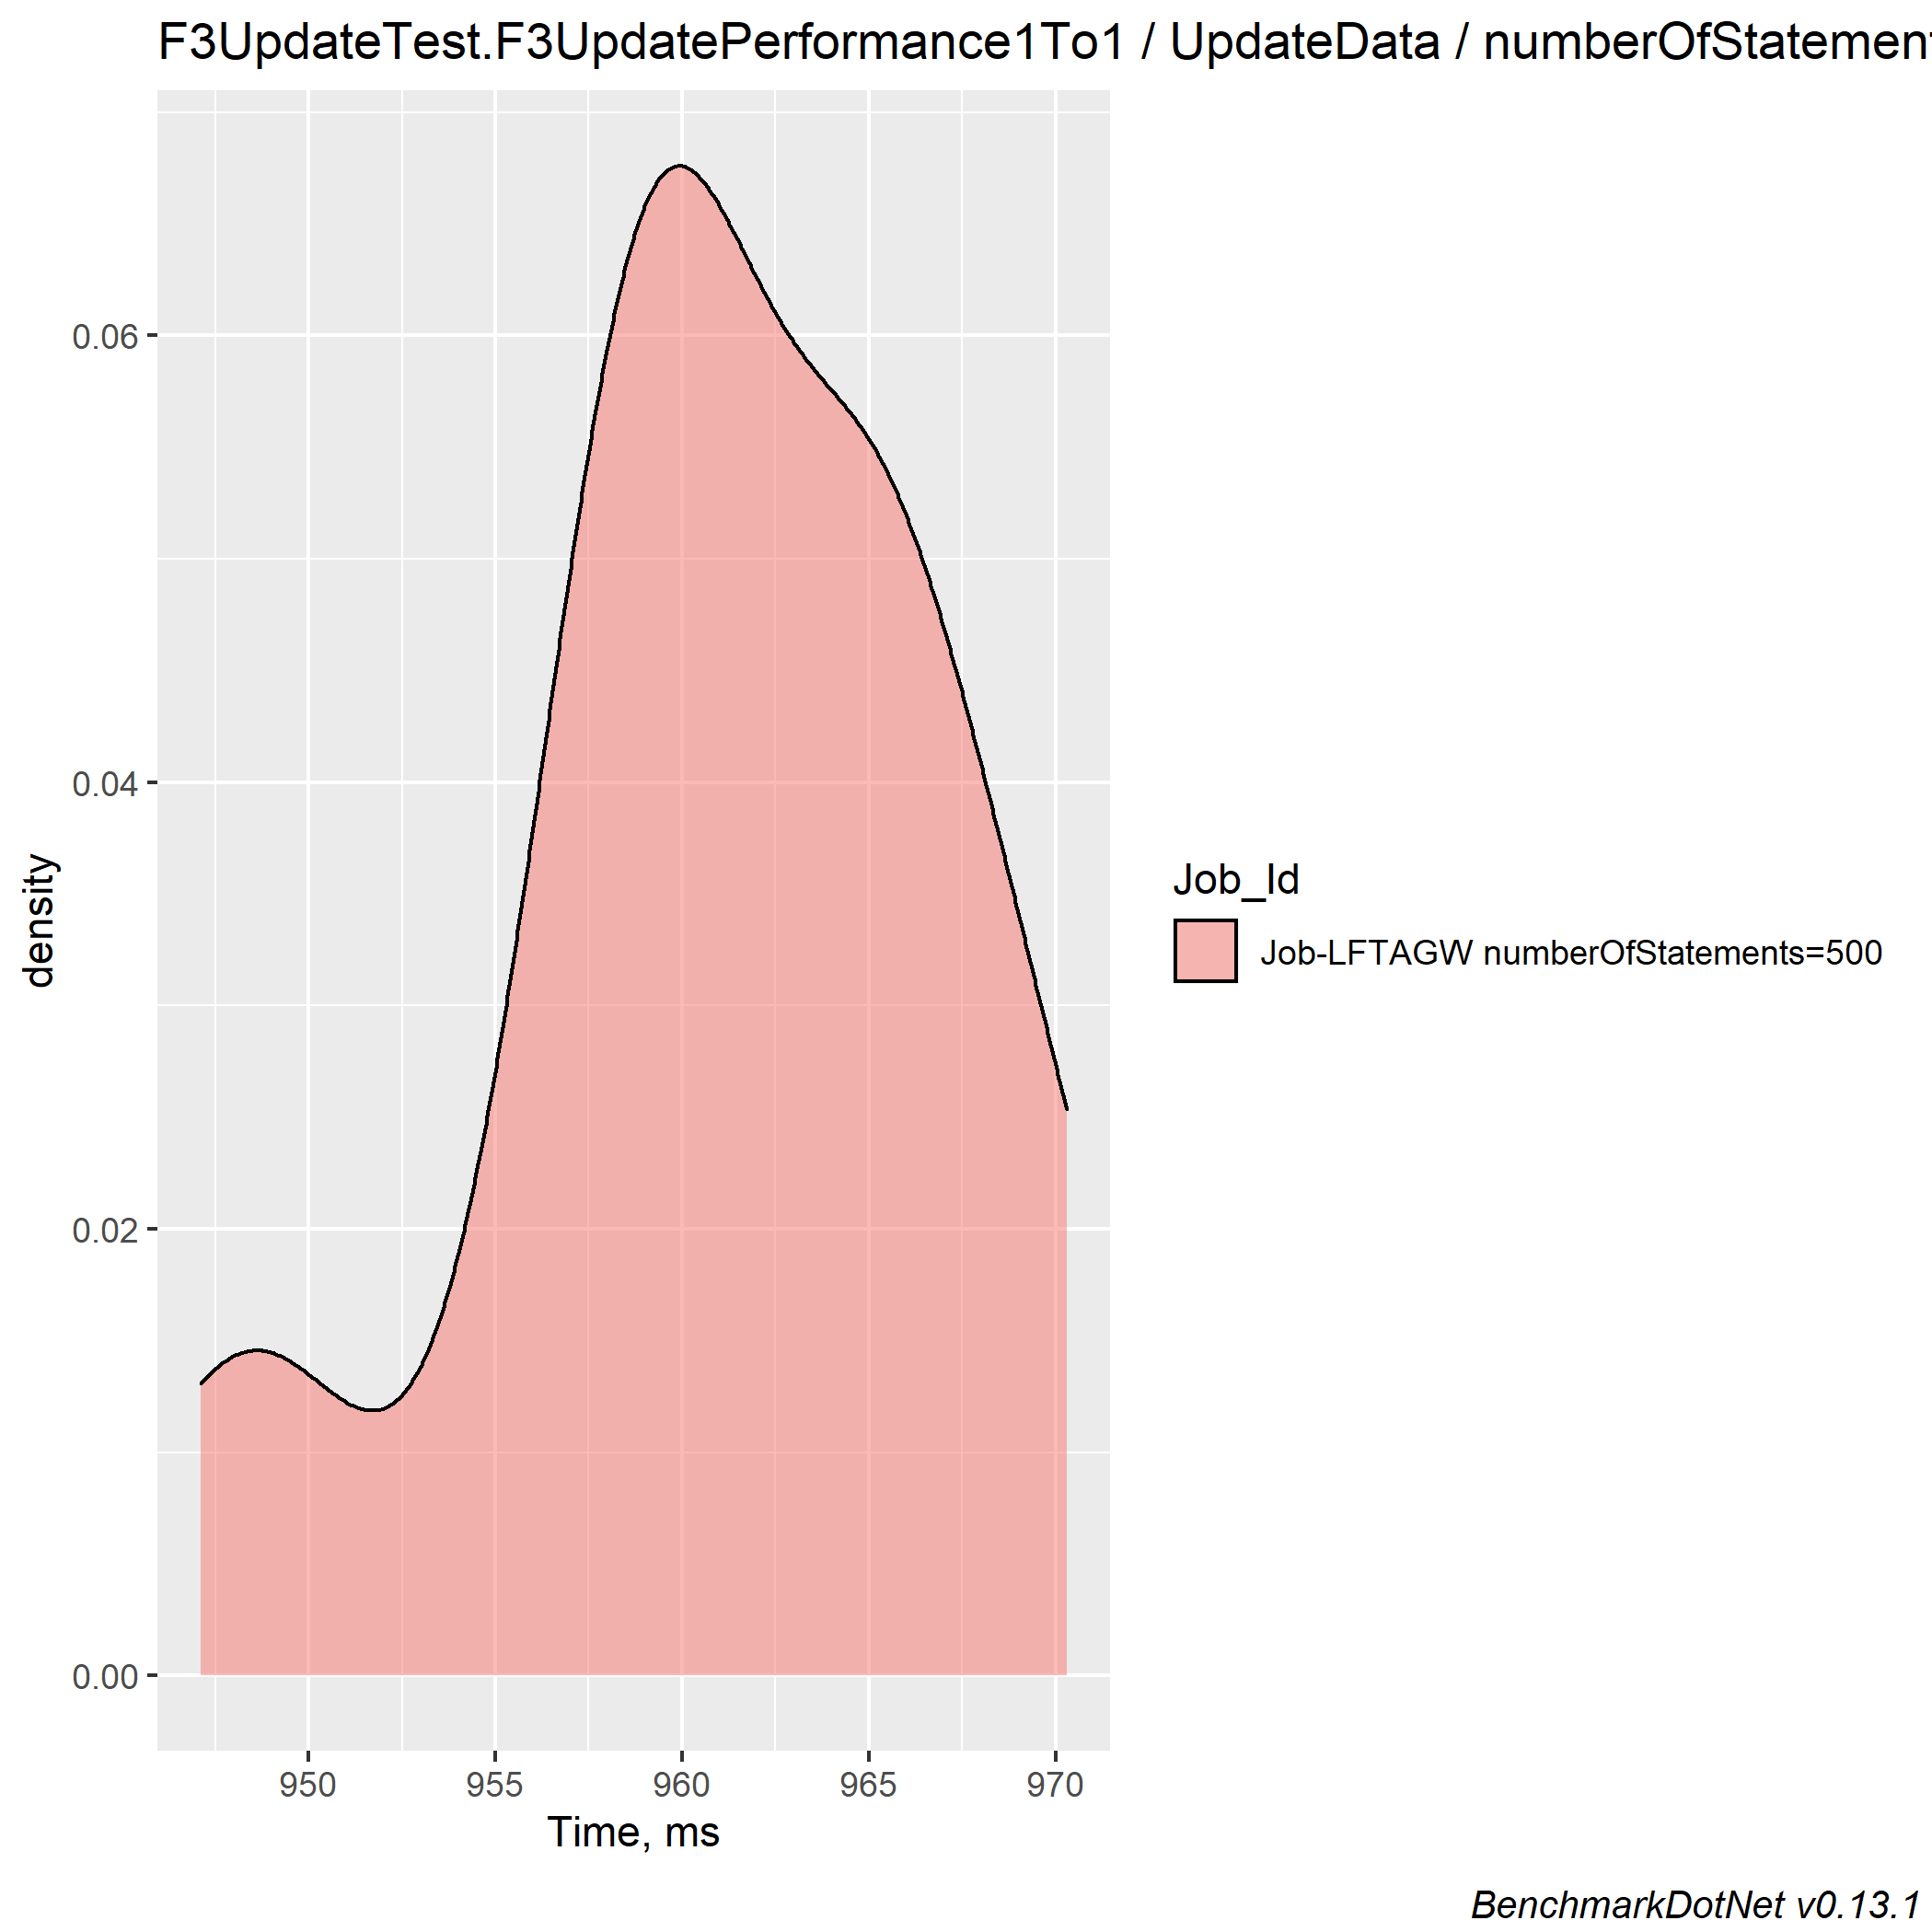 F3UpdateTest.F3UpdatePerformance1To1 / UpdateData / numberOfStatement
0.06
0.04
0.02
0.00
density
950 955 960 965 970
Time, ms
Job_Id
Job-LFTAGW numberOfStatements=500
BenchmarkDotNet v0.13.1